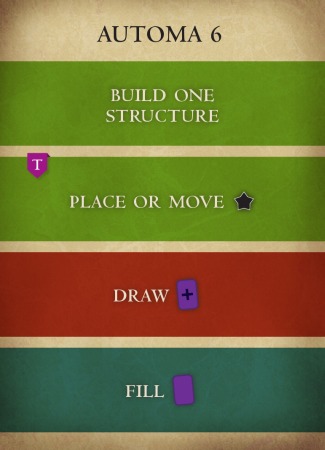 AUTOMA 6
BUILD ONE
STRUCTURE
T
PLACE OR MOVE
DRAW +
FILL